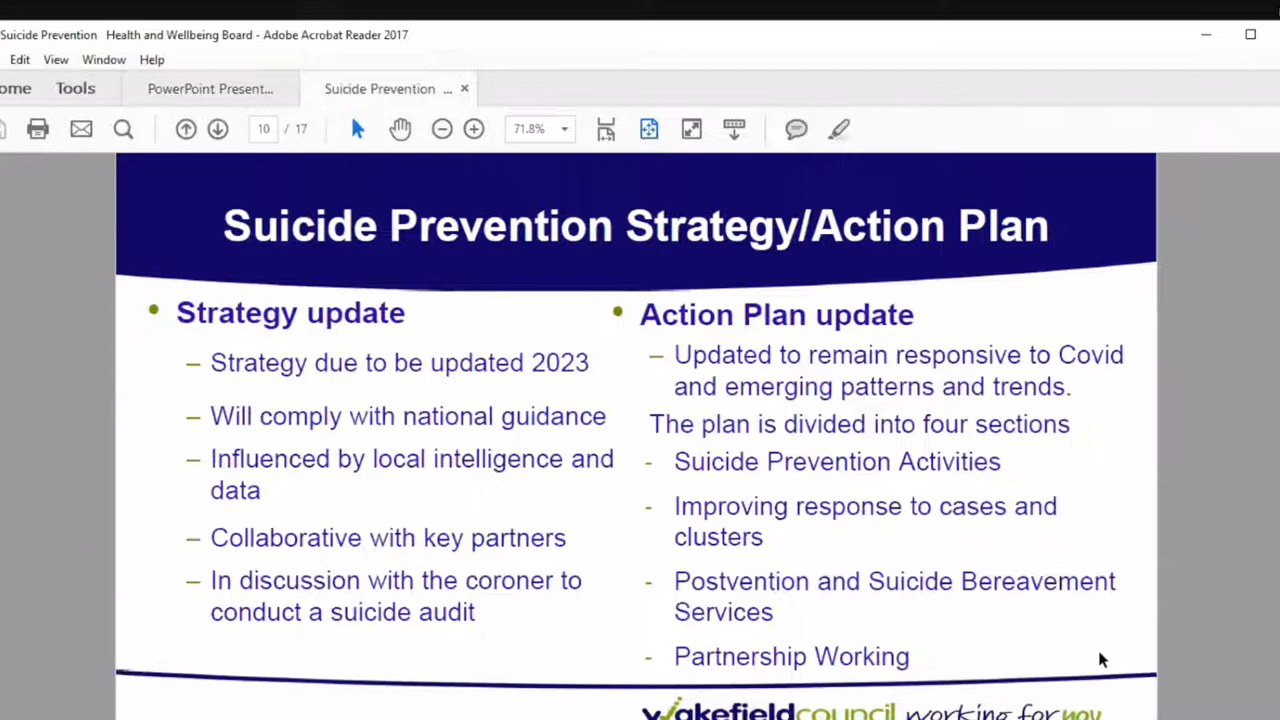 Suicide Prevention Health and Wellbeing Board - Adobe Acrobat Reader 2017
Edit View Window Help
ome Tools PowerPoint Present... Suicide Prevention ... ×
10 / 17 71.8%
Suicide Prevention Strategy/Action Plan
• Strategy update
– Strategy due to be updated 2023
– Will comply with national guidance
– Influenced by local intelligence and
data
– Collaborative with key partners
– In discussion with the coroner to
conduct a suicide audit
• Action Plan update
– Updated to remain responsive to Covid
and emerging patterns and trends.
The plan is divided into four sections
- Suicide Prevention Activities
- Improving response to cases and
clusters
- Postvention and Suicide Bereavement
Services
- Partnership Working
wakefieldcouncil working for you